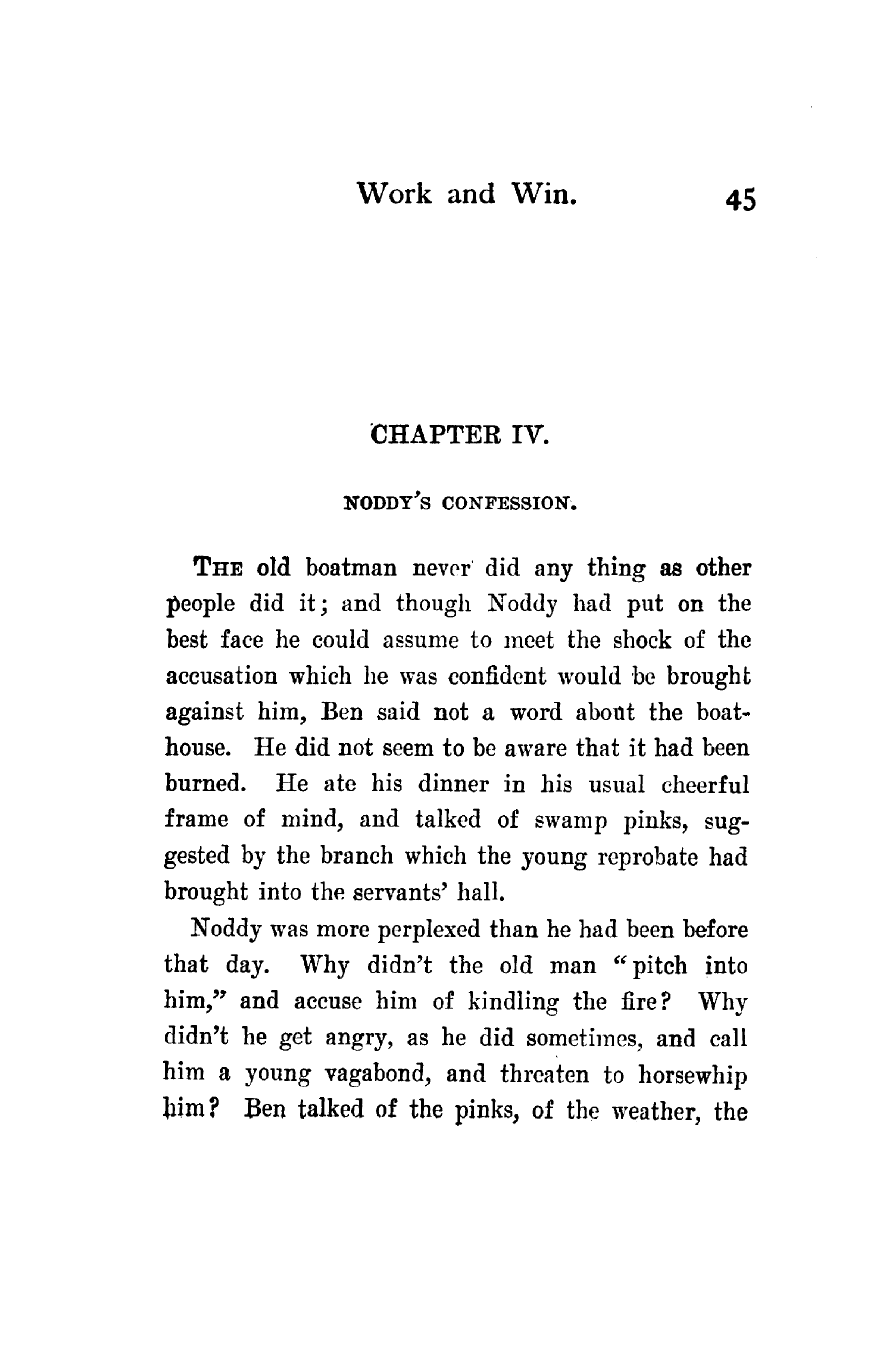 Work and Win. 45
CHAPTER IV.
NODDY'S CONFESSION.
THE old boatman never did any thing as other
people did it; and though Noddy had put on the
best face he could assume to meet the shock of the
accusation which he was confident would be brought
against him, Ben said not a word about the boat-
house. He did not seem to be aware that it had been
burned. He ate his dinner in his usual cheerful
frame of mind, and talked of swamp pinks, sug-
gested by the branch which the young reprobate had
brought into the servants' hall.
Noddy was more perplexed than he had been before
that day. Why didn't the old man "pitch into
him," and accuse him of kindling the fire? Why
didn't he get angry, as he did sometimes, and call
him a young vagabond, and threaten to horsewhip
him? Ben talked of the pinks, of the weather, the